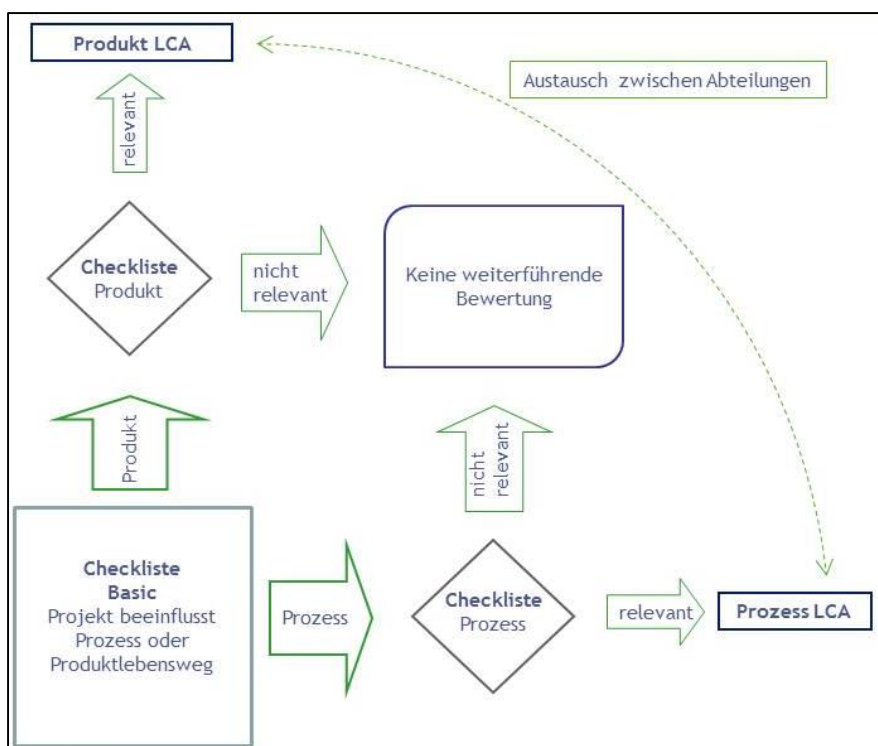 Produkt LCA
Austausch zwischen Abteilungen
relevant
Checkliste
Produkt
nicht
relevant
Keine weiterführende
Bewertung
Produkt
nicht
relevant
Checkliste
Basic
Projekt beeinflusst
Prozess oder
Produktlebensweg
Prozess
Checkliste
Prozess
relevant
Prozess LCA